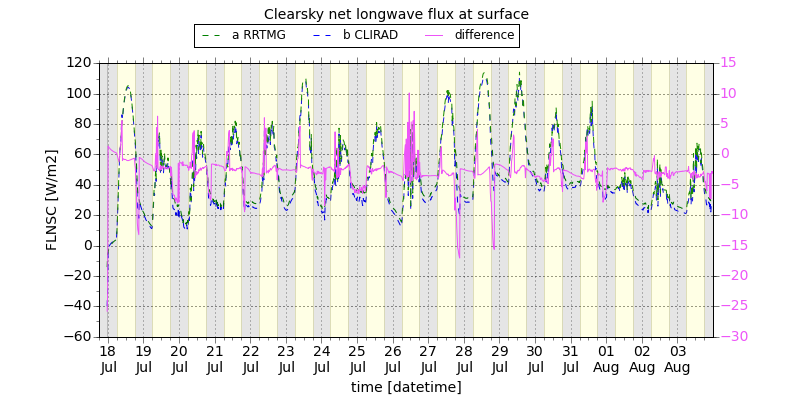 Clearsky net longwave flux at surface
a RRTMG b CLIRAD difference
120 15
100 10
80 5
60 0
40 −5
20 −10
0 −15
−20 −20
−40 −25
−60 −30
FLNSC [W/m2]
18 19 20 21 22 23 24 25 26 27 28 29 30 31 01 02 03
Jul Jul Jul Jul Jul Jul Jul Jul Jul Jul Jul Jul Jul Jul Aug Aug Aug
time [datetime]